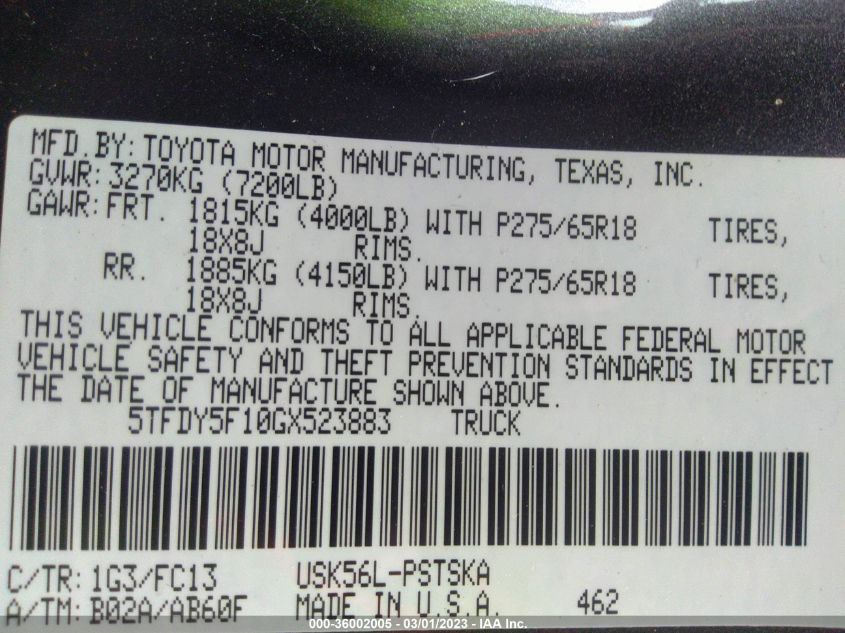 MFD.BY: TOYOTA MOTOR MANUFACTURING, TEXAS, INC.
GVWR: 3270KG (7200LB)
GAWR: FRT. 1815KG (4000LB) WITH P275/65R18 TIRES,
18X8J RIMS.
RR. 1885KG (4150LB) WITH P275/65R18 TIRES,
18X8J RIMS.
THIS VEHICLE CONFORMS TO ALL APPLICABLE FEDERAL MOTOR
VEHICLE SAFETY AND THEFT PREVENTION STANDARDS IN EFFECT
THE DATE OF MANUFACTURE SHOWN ABOVE.
5TFDY5F10GX523883 TRUCK
C/TR: 1G3/FC13 USK56L-PSTSKA
A/TM: B02A/AB60F MADE IN U.S.A. 462
000-36002005 - 03/01/2023 - IAA Inc.